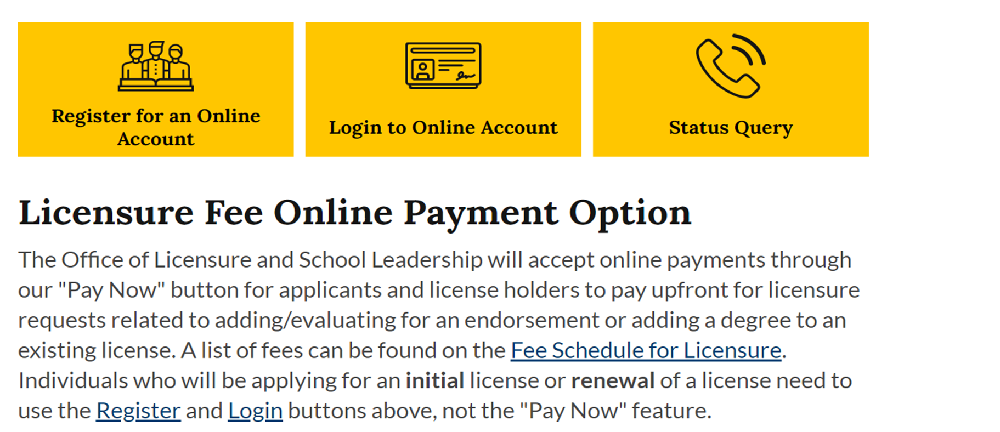 Register for an Online
Account
Login to Online Account
Status Query
Licensure Fee Online Payment Option
The Office of Licensure and School Leadership will accept online payments through
our "Pay Now" button for applicants and license holders to pay upfront for licensure
requests related to adding/evaluating for an endorsement or adding a degree to an
existing license. A list of fees can be found on the Fee Schedule for Licensure.
Individuals who will be applying for an initial license or renewal of a license need to
use the Register and Login buttons above, not the "Pay Now" feature.